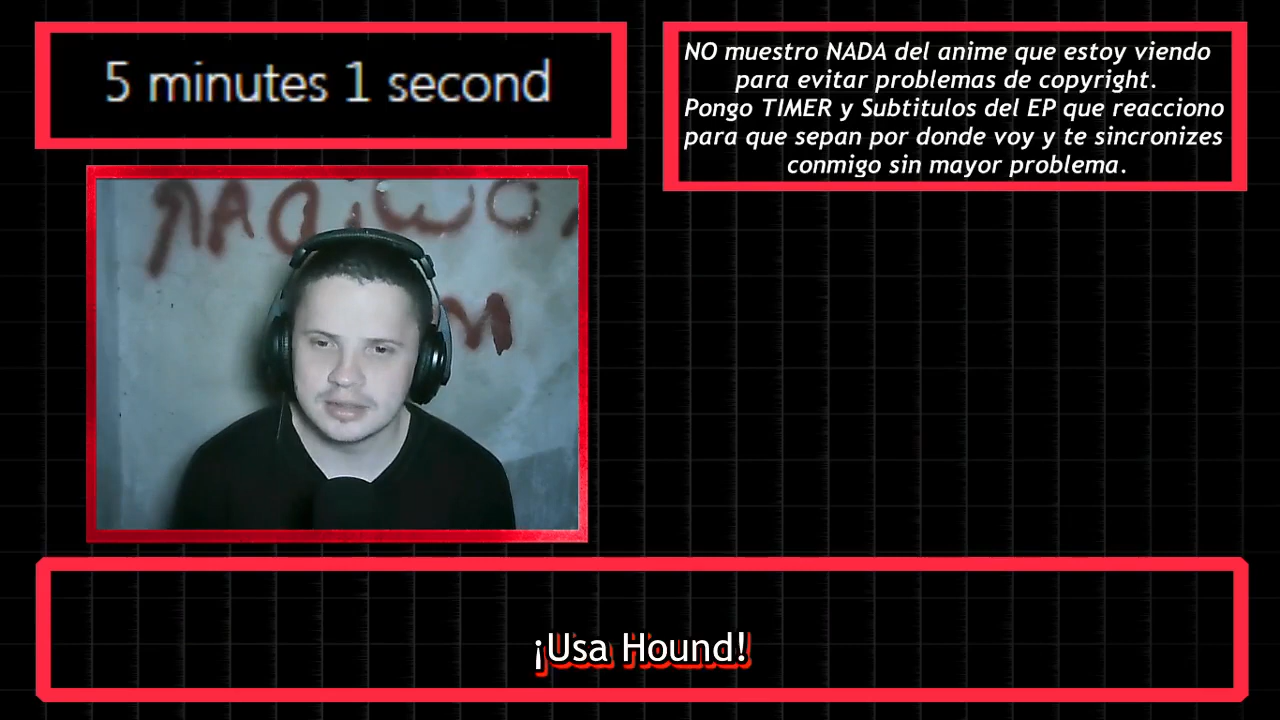 5 minutes 1 second
NO muestro NADA del anime que estoy viendo
para evitar problemas de copyright.
Pongo TIMER y Subtitulos del EP que reacciono
para que sepan por donde voy y te sincronizes
conmigo sin mayor problema.
¡Usa Hound!